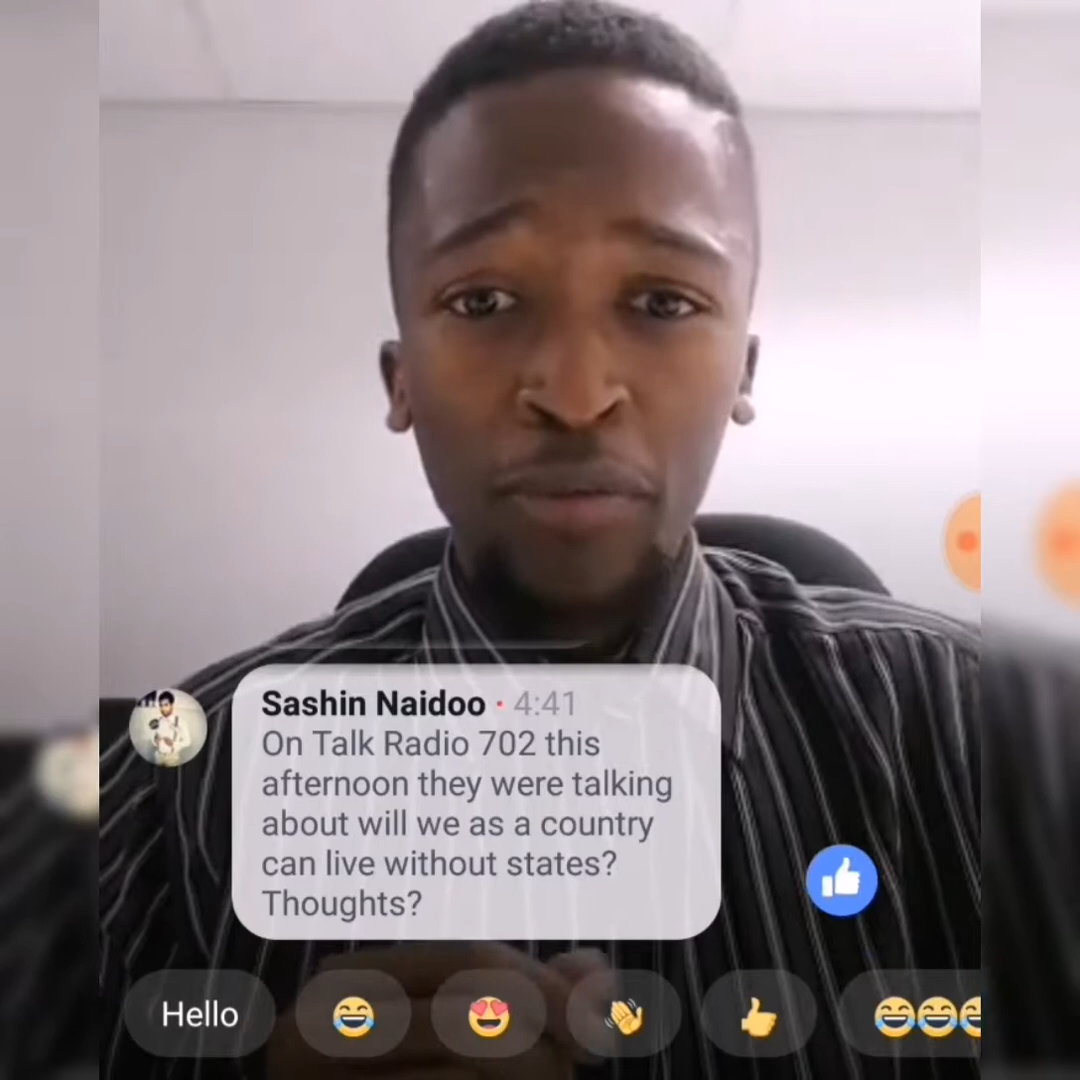 Sashin Naidoo • 4:41
On Talk Radio 702 this
afternoon they were talking
about will we as a country
can live without states?
Thoughts?
Hello